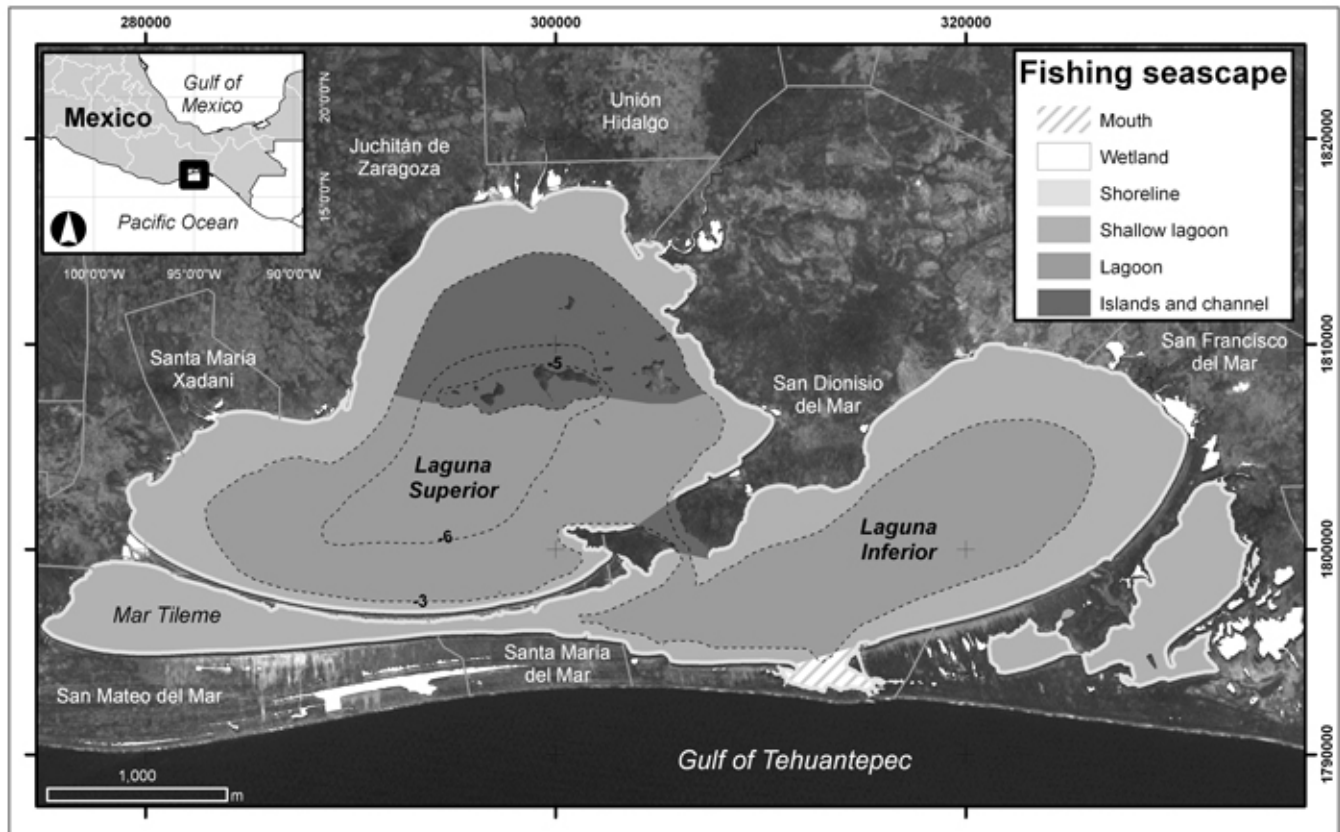 280000
300000
320000
Gulf of
Mexico
Mexico
Pacific Ocean
20°0'0"N
15°0'0"N
100°0'0"W
95°0'0"W
90°0'0"W
Fishing seascape
Mouth
Wetland
Shoreline
Shallow lagoon
Lagoon
Islands and channel
Unión
Hidalgo
Juchitán de
Zaragoza
1820000
Santa María
Xadani
San Francisco
del Mar
San Dionisio
del Mar
1810000
-5
Laguna
Superior
-6
Laguna
Inferior
1800000
-3
Mar Tileme
Santa María
del Mar
San Mateo del Mar
Gulf of Tehuantepec
1790000
1,000
m